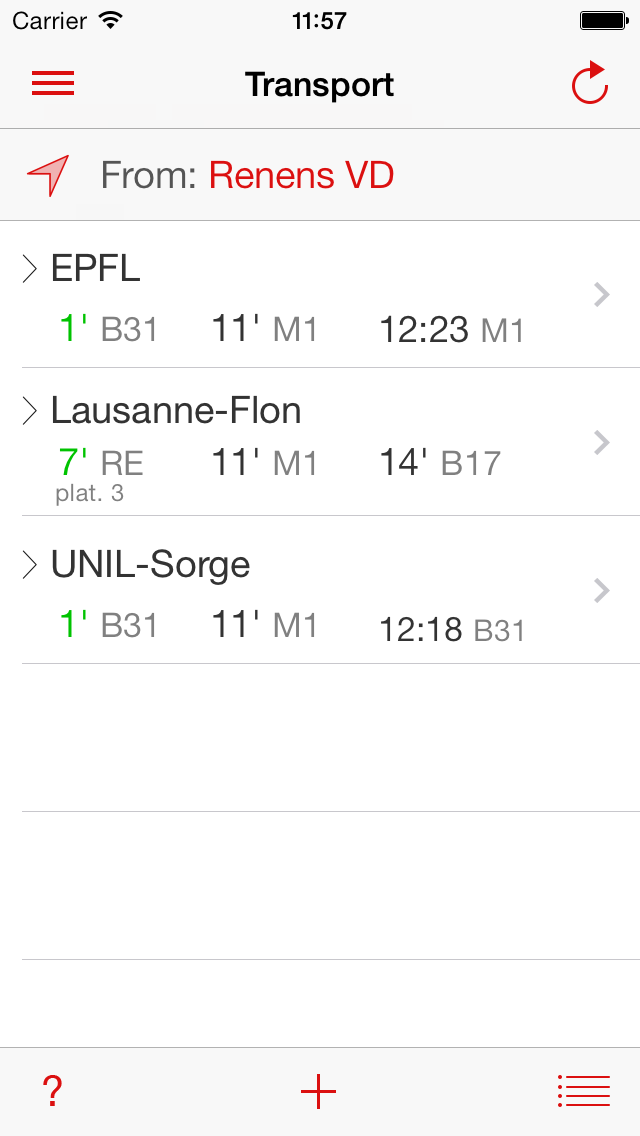 Carrier 11:57
Transport
From: Renens VD
EPFL
1' B31 11' M1 12:23 M1
Lausanne-Flon
7' RE 11' M1 14' B17
plat. 3
UNIL-Sorge
1' B31 11' M1 12:18 B31
?